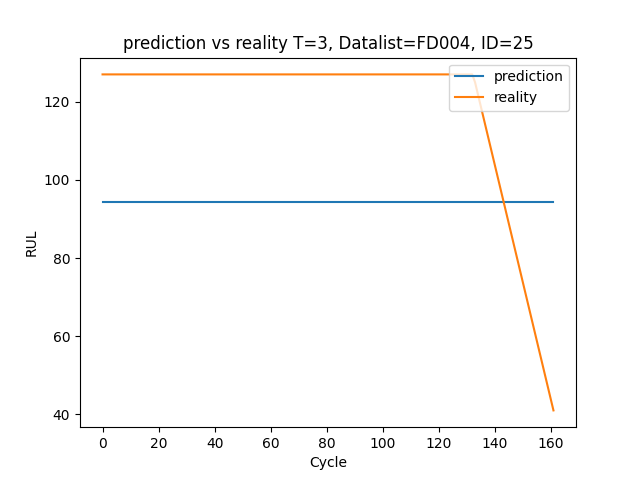 prediction vs reality T=3, Datalist=FD004, ID=25
prediction
reality
120
100
80
60
40
RUL
0 20 40 60 80 100 120 140 160
Cycle